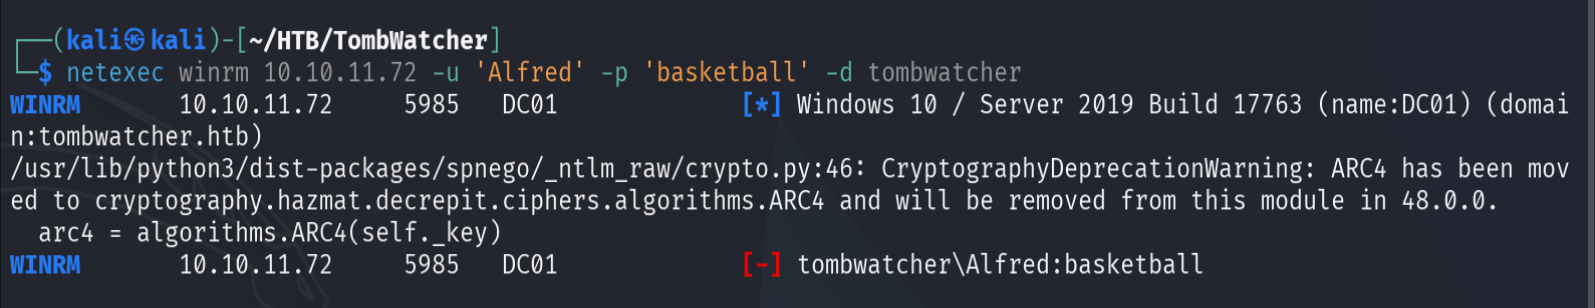 ┌──(kali㉿kali)-[~/HTB/TombWatcher]
└─$ netexec winrm 10.10.11.72 -u 'Alfred' -p 'basketball' -d tombwatcher
WINRM 10.10.11.72 5985 DC01 [*] Windows 10 / Server 2019 Build 17763 (name:DC01) (domai
n:tombwatcher.htb)
/usr/lib/python3/dist-packages/spnego/_ntlm_raw/crypto.py:46: CryptographyDeprecationWarning: ARC4 has been mov
ed to cryptography.hazmat.decrepit.ciphers.algorithms.ARC4 and will be removed from this module in 48.0.0.
  arc4 = algorithms.ARC4(self._key)
WINRM 10.10.11.72 5985 DC01 [-] tombwatcher\Alfred:basketball